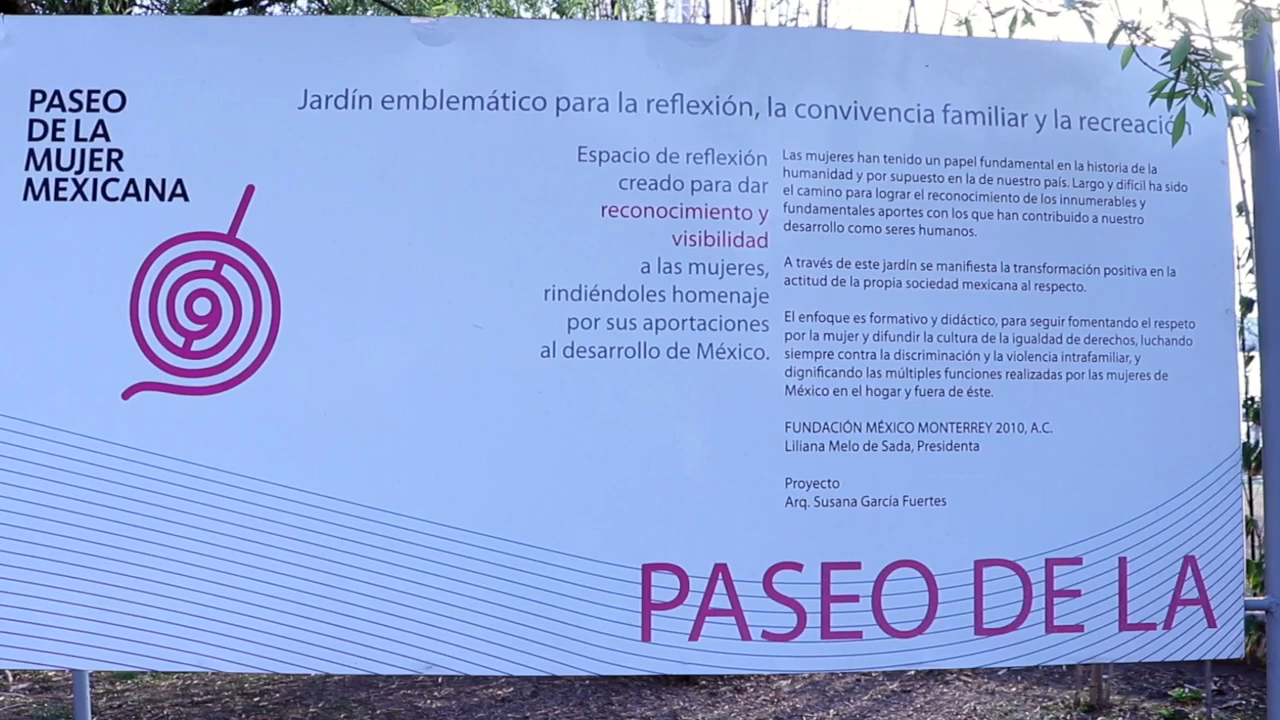 PASEO
DE LA
MUJER
MEXICANA
Jardín emblemático para la reflexión, la convivencia familiar y la recreación
Espacio de reflexión
creado para dar
reconocimiento y
visibilidad
a las mujeres,
rindiéndoles homenaje
por sus aportaciones
al desarrollo de México.
Las mujeres han tenido un papel fundamental en la historia de la
humanidad y por supuesto en la de nuestro país. Largo y difícil ha sido
el camino para lograr el reconocimiento de los innumerables y
fundamentales aportes con los que han contribuido a nuestro
desarrollo como seres humanos.
A través de este jardín se manifiesta la transformación positiva en la
actitud de la propia sociedad mexicana al respecto.
El enfoque es formativo y didáctico, para seguir fomentando el respeto
por la mujer y difundir la cultura de la igualdad de derechos, luchando
siempre contra la discriminación y la violencia intrafamiliar, y
dignificando las múltiples funciones realizadas por las mujeres de
México en el hogar y fuera de éste.
FUNDACIÓN MÉXICO MONTERREY 2010, A.C.
Liliana Melo de Sada, Presidenta
Proyecto
Arq. Susana García Fuertes
PASEO DE LA